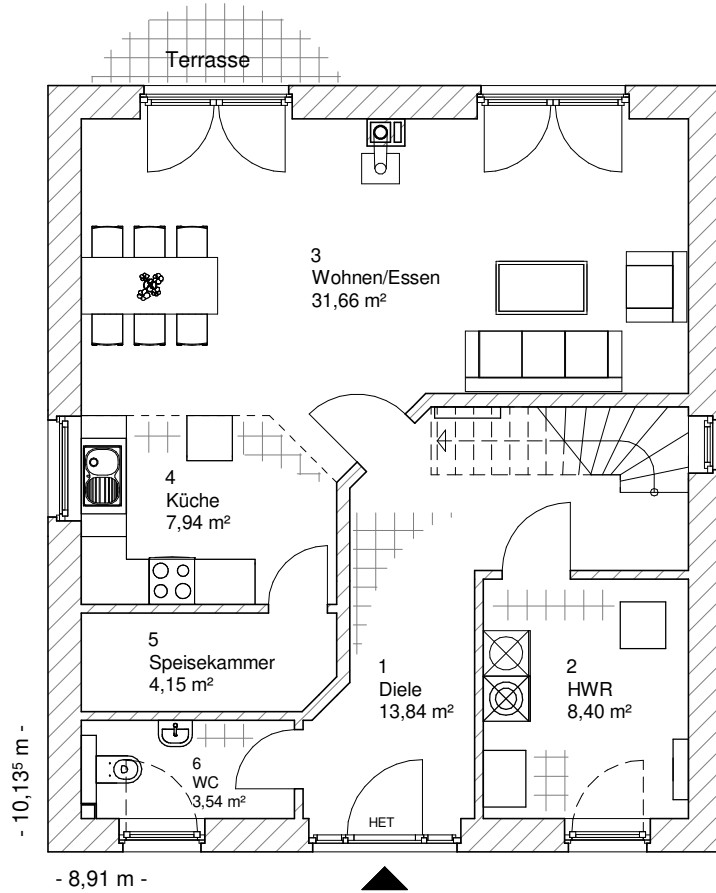 Terrasse
3
Wohnen/Essen
31,66 m²
4
Küche
7,94 m²
5
Speisekammer
4,15 m²
1
Diele
13,84 m²
2
HWR
8,40 m²
6
WC
3,54 m²
HET
- 10,13⁵ m -
- 8,91 m -